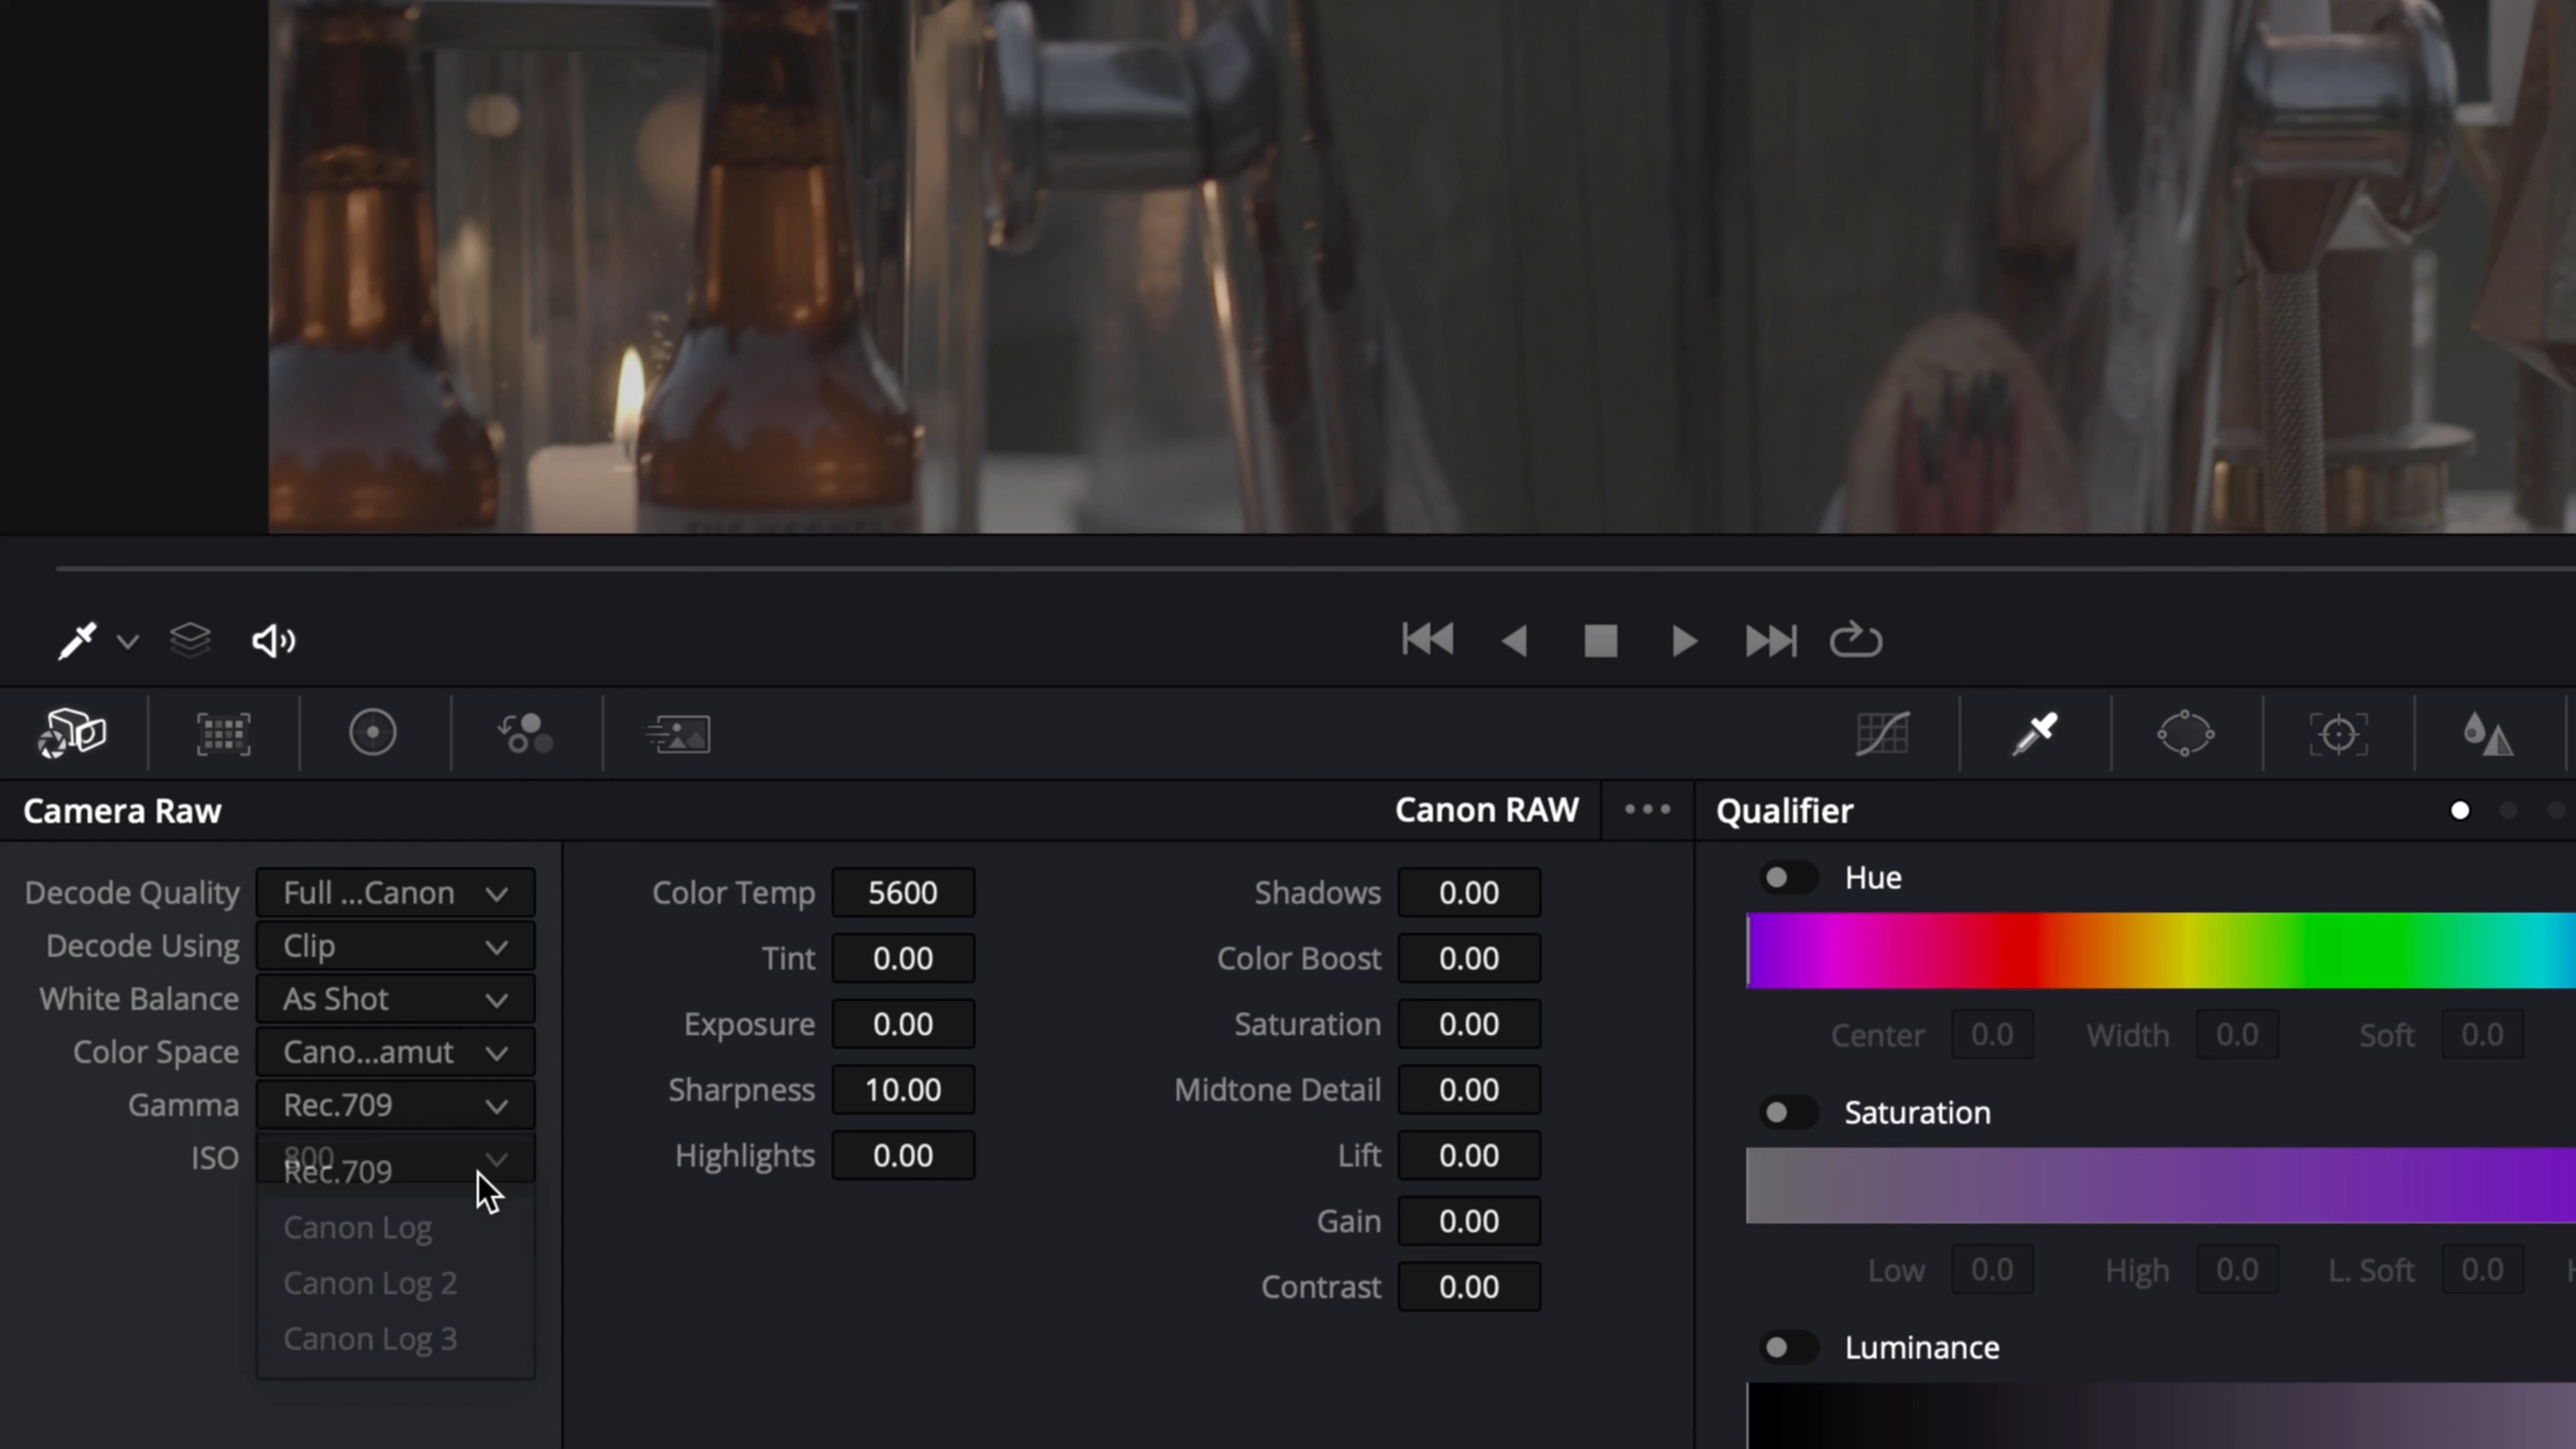 Camera Raw
Canon RAW
Qualifier
Decode Quality Full ...Canon
Decode Using Clip
White Balance As Shot
Color Space Cano...amut
Gamma Rec.709
ISO 800
Rec.709
Canon Log
Canon Log 2
Canon Log 3
Color Temp 5600
Tint 0.00
Exposure 0.00
Sharpness 10.00
Highlights 0.00
Shadows 0.00
Color Boost 0.00
Saturation 0.00
Midtone Detail 0.00
Lift 0.00
Gain 0.00
Contrast 0.00
Hue
Center 0.0 Width 0.0 Soft 0.0
Saturation
Low 0.0 High 0.0 L. Soft 0.0
Luminance